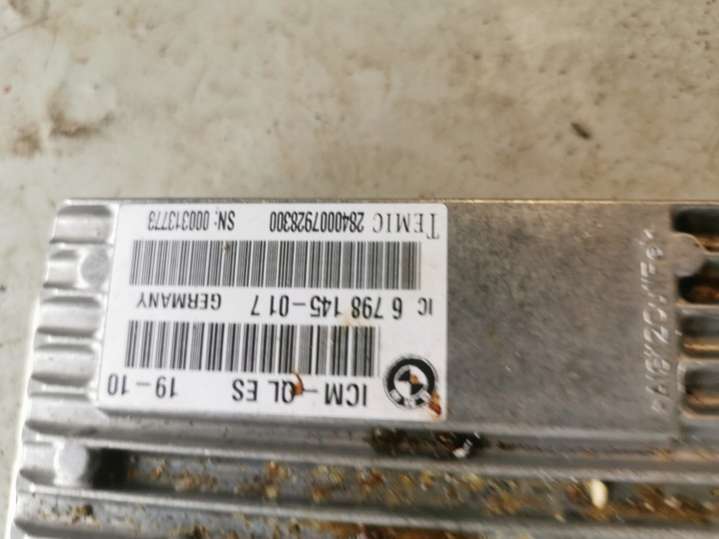 ICM-QL ES 19-10
IC 6 798 145-01 7 GERMANY
TEMIC 2840007928300 SN: 000313773